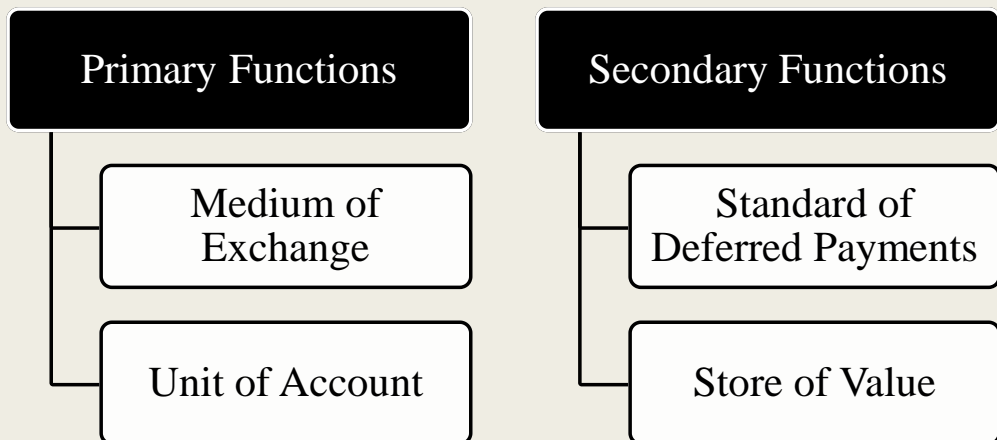 Primary Functions
Medium of
Exchange
Unit of Account
Secondary Functions
Standard of
Deferred Payments
Store of Value